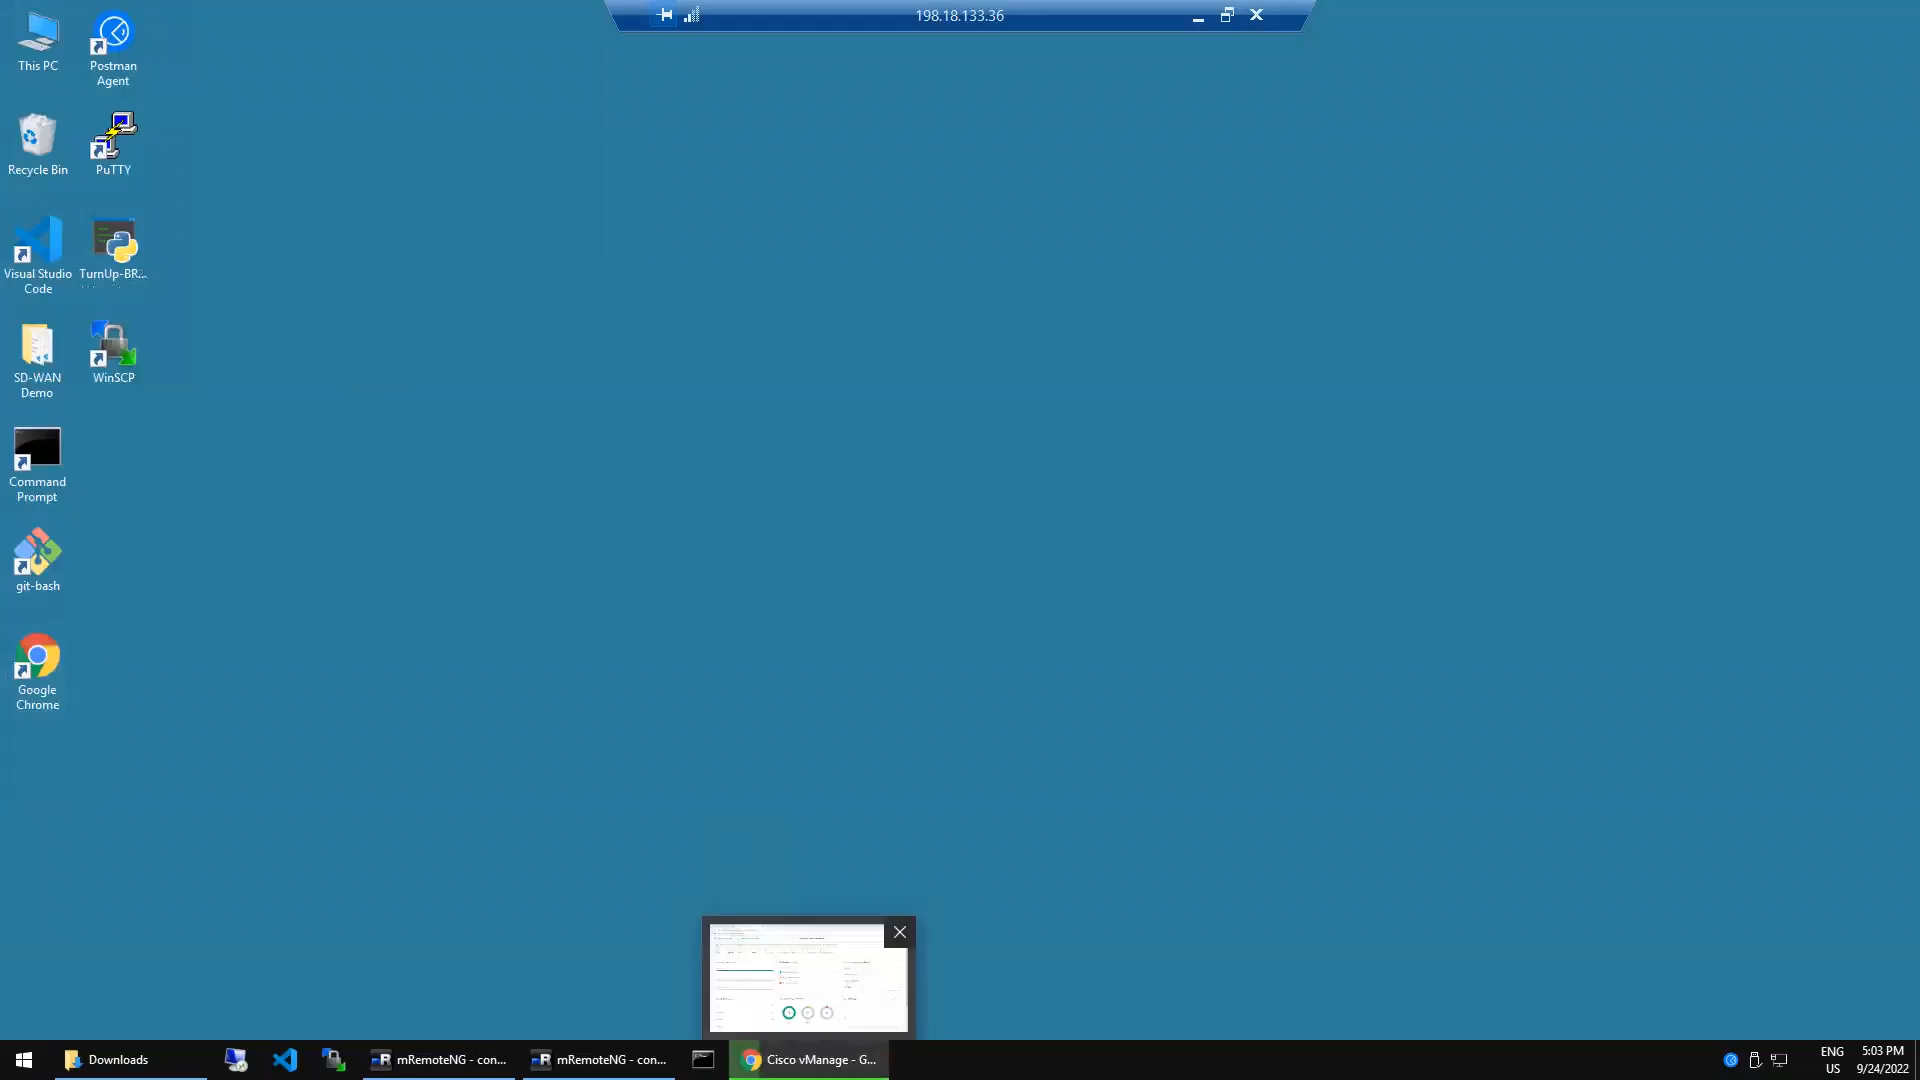 198.18.133.36
This PC
Postman
Agent
Recycle Bin
PuTTY
Visual Studio
Code
TurnUp-BR...
SD-WAN
Demo
WinSCP
Command
Prompt
git-bash
Google
Chrome
Downloads
mRemoteNG - con...
mRemoteNG - con...
Cisco vManage - G...
ENG
US
5:03 PM
9/24/2022